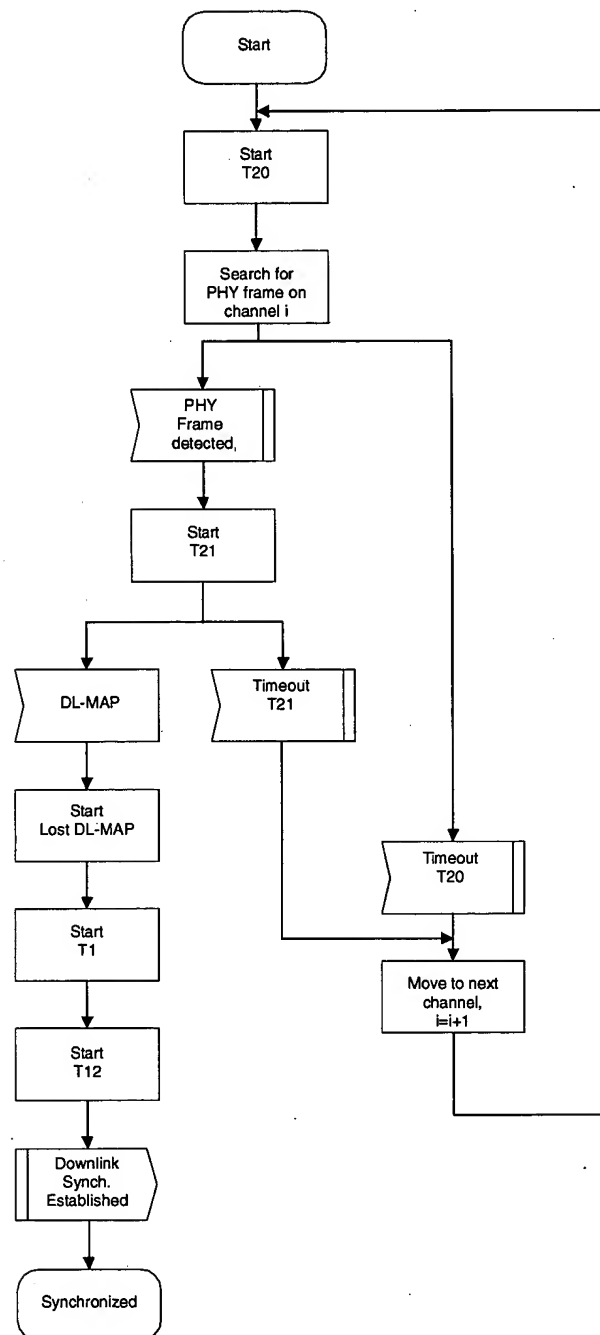 Start
Start
T20
Search for
PHY frame on
channel i
PHY
Frame
detected,
Start
T21
DL-MAP
Timeout
T21
Start
Lost DL-MAP
Timeout
T20
Start
T1
Move to next
channel,
i=i+1
Start
T12
Downlink
Synch.
Established
Synchronized